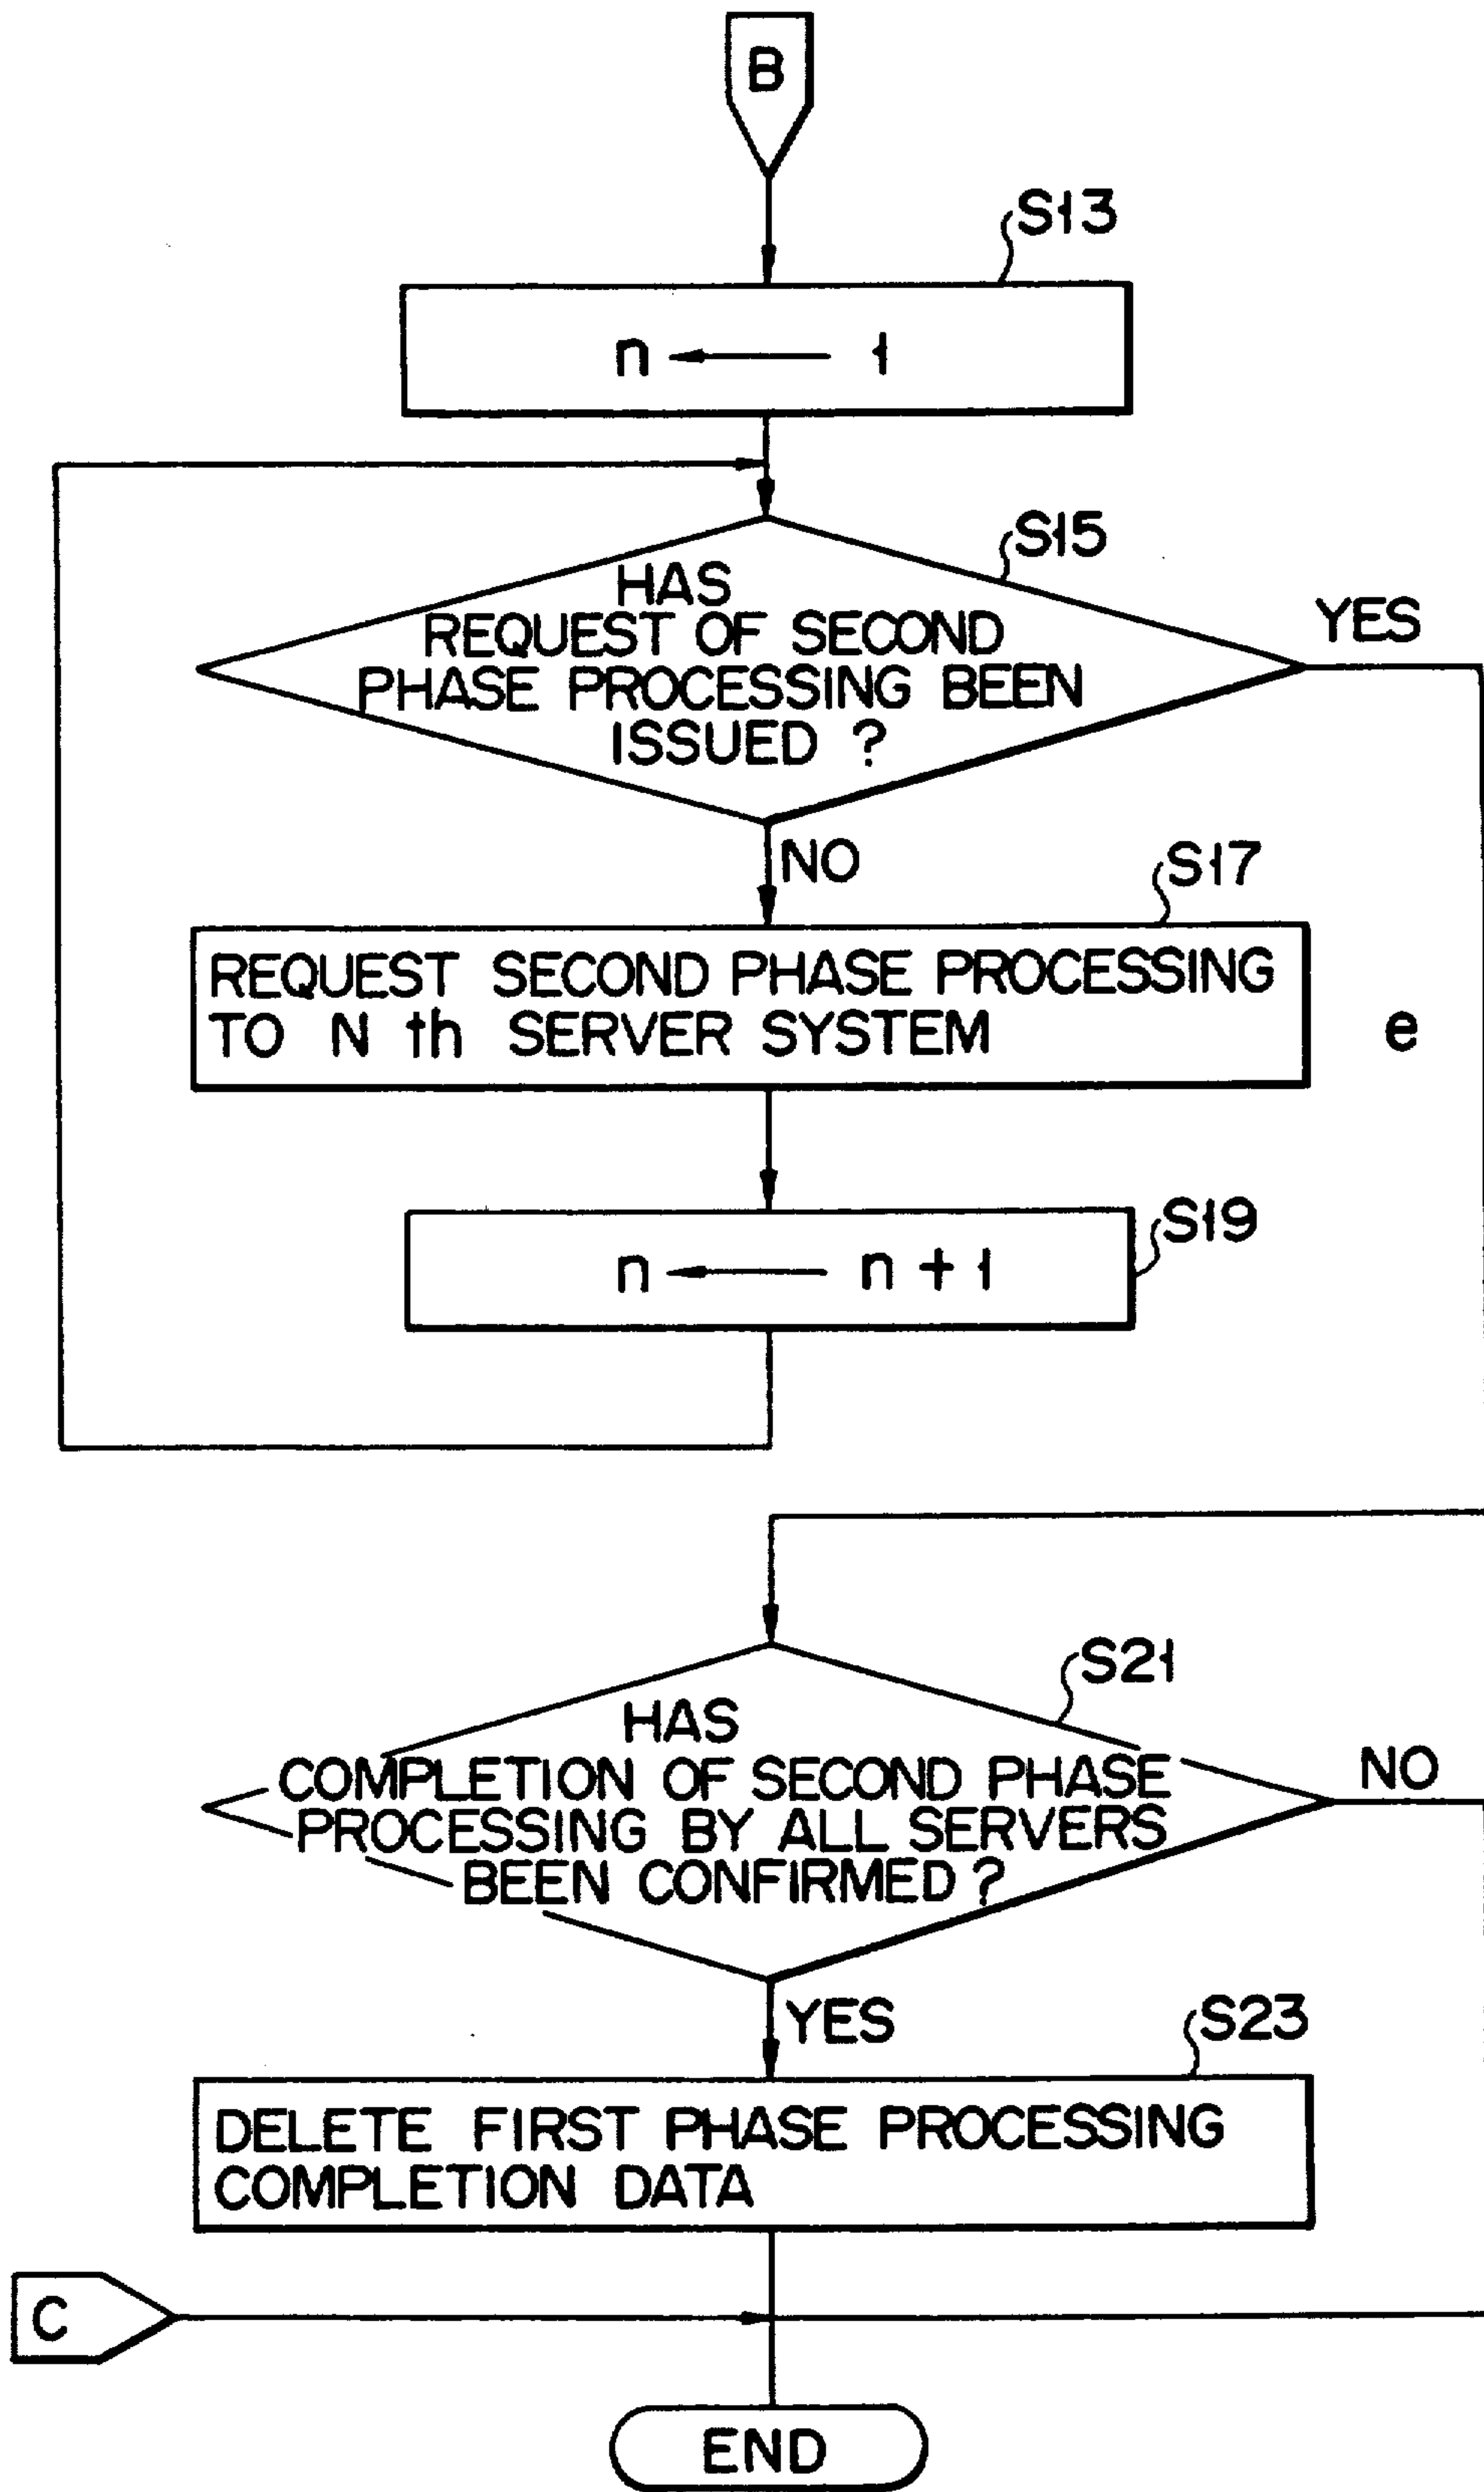 B
S13
n ← 1
S15
HAS
REQUEST OF SECOND
PHASE PROCESSING BEEN
ISSUED ?
YES
NO
S17
REQUEST SECOND PHASE PROCESSING
TO N th SERVER SYSTEM
e
S19
n ← n + 1
S21
HAS
COMPLETION OF SECOND PHASE
PROCESSING BY ALL SERVERS
BEEN CONFIRMED ?
NO
YES
S23
DELETE FIRST PHASE PROCESSING
COMPLETION DATA
C
END